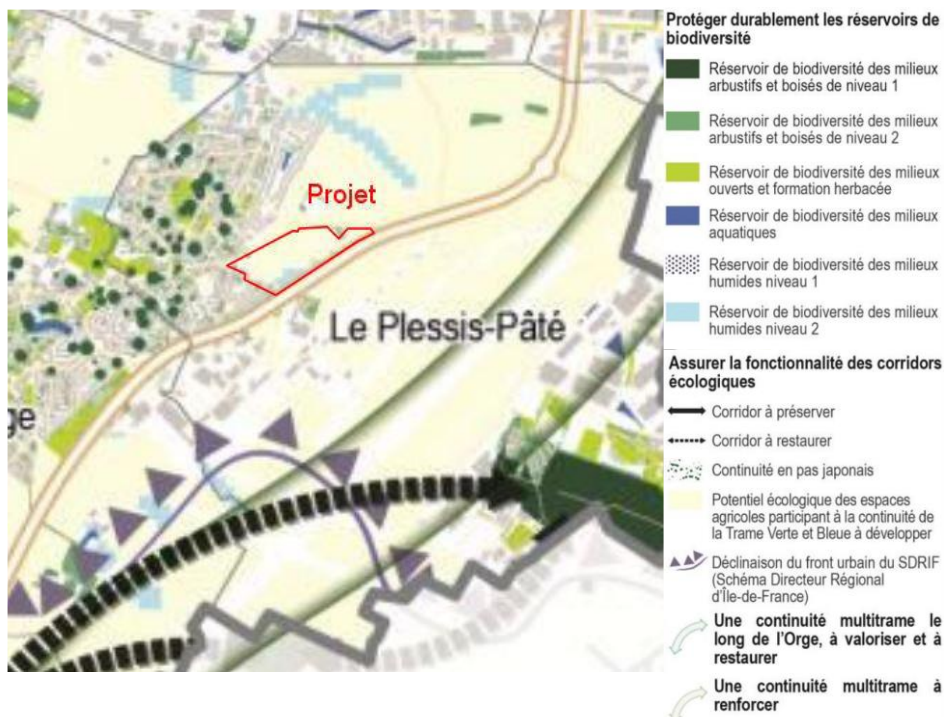 Projet
Le Plessis-Pâté
ge
Protéger durablement les réservoirs de
biodiversité
Réservoir de biodiversité des milieux
arbustifs et boisés de niveau 1
Réservoir de biodiversité des milieux
arbustifs et boisés de niveau 2
Réservoir de biodiversité des milieux
ouverts et formation herbacée
Réservoir de biodiversité des milieux
aquatiques
Réservoir de biodiversité des milieux
humides niveau 1
Réservoir de biodiversité des milieux
humides niveau 2
Assurer la fonctionnalité des corridors
écologiques
Corridor à préserver
Corridor à restaurer
Continuité en pas japonais
Potentiel écologique des espaces
agricoles participant à la continuité de
la Trame Verte et Bleue à développer
Déclinaison du front urbain du SDRIF
(Schéma Directeur Régional
d'Île-de-France)
Une continuité multitrame le
long de l'Orge, à valoriser et à
restaurer
Une continuité multitrame à
renforcer